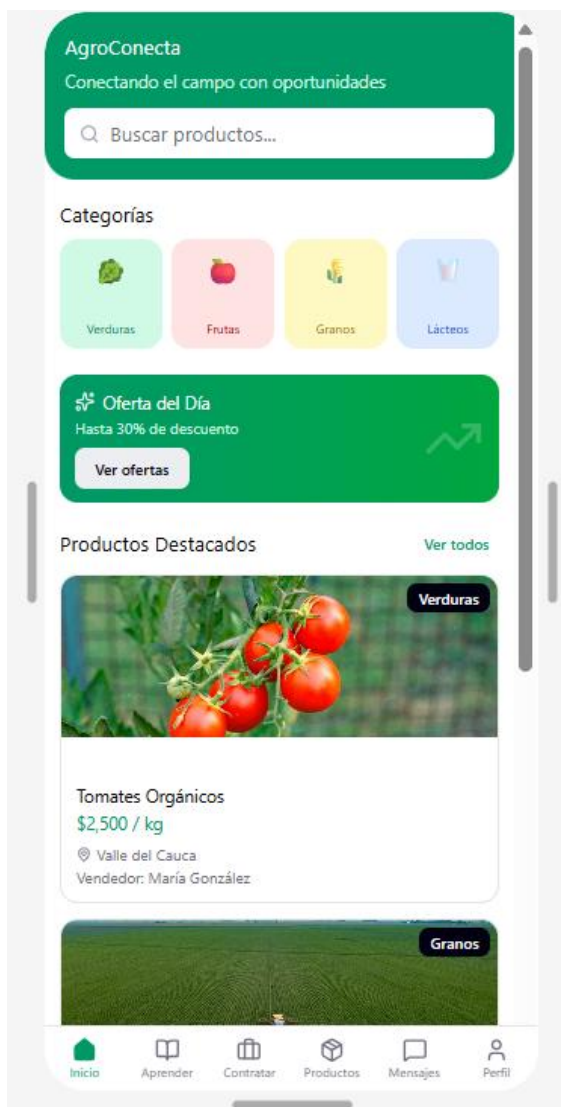 AgroConecta
Conectando el campo con oportunidades
Buscar productos...
Categorías
Verduras
Frutas
Granos
Lácteos
Oferta del Día
Hasta 30% de descuento
Ver ofertas
Productos Destacados
Ver todos
Verduras
Tomates Orgánicos
$2,500 / kg
Valle del Cauca
Vendedor: María González
Granos
Inicio
Aprender
Contratar
Productos
Mensajes
Perfil